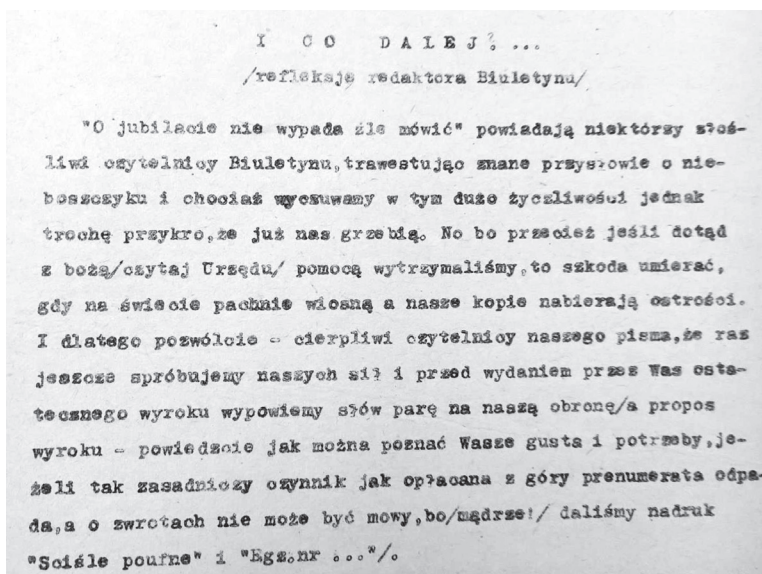 I CO DALEJ?...
/refleksje redaktora Biuletynu/
"O jubilacie nie wypada źle mówić" powiadają niektórzy złoś-
liwi czytelnicy Biuletynu,trawestując znane przysłowie o nie-
boszczyku i chociaż wyczuwamy w tym dużo życzliwości jednak
trochę przykro,że już nas grzebią. No bo przecież jeśli dotąd
z bożą/czytaj Urzędu/ pomocą wytrzymaliśmy,to szkoda umierać,
gdy na świecie pachnie wiosną a nasze kopie nabierają ostrości.
I dlatego pozwólcie - cierpliwi czytelnicy naszego pisma,że raz
jeszcze spróbujemy naszych sił i przed wydaniem przez Was osta-
tecznego wyroku wypowiemy słów parę na naszą obronę/a propos
wyroku - powiedzcie jak można poznać Wasze gusta i potrzeby,je-
żeli tak zasadniczy czynnik jak opłacana z góry prenumerata odpa-
da,a o zwrotach nie może być mowy,bo/mądrze!/ daliśmy nadruk
"Sciśle poufne" i "Egz.nr ..."/.